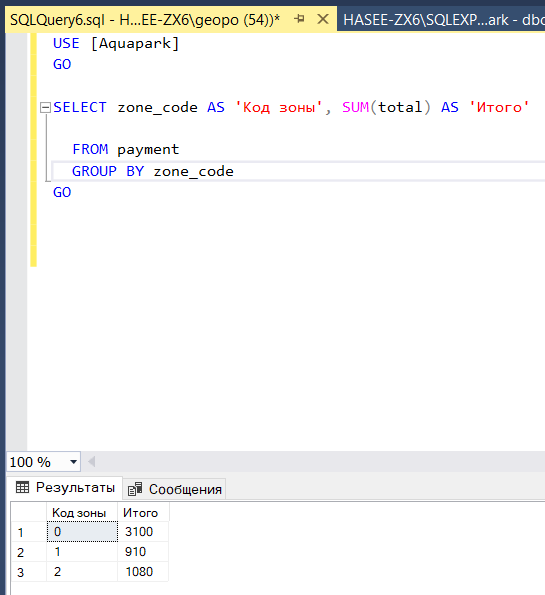 SQLQuery6.sql - H...EE-ZX6\geopo (54))*
HASEE-ZX6\SQLEXP...ark - dbo
USE [Aquapark]
GO
SELECT zone_code AS 'Код зоны', SUM(total) AS 'Итого'
FROM payment
GROUP BY zone_code
GO
100 %
Результаты Сообщения
Код зоны Итого
1 0 3100
2 1 910
3 2 1080